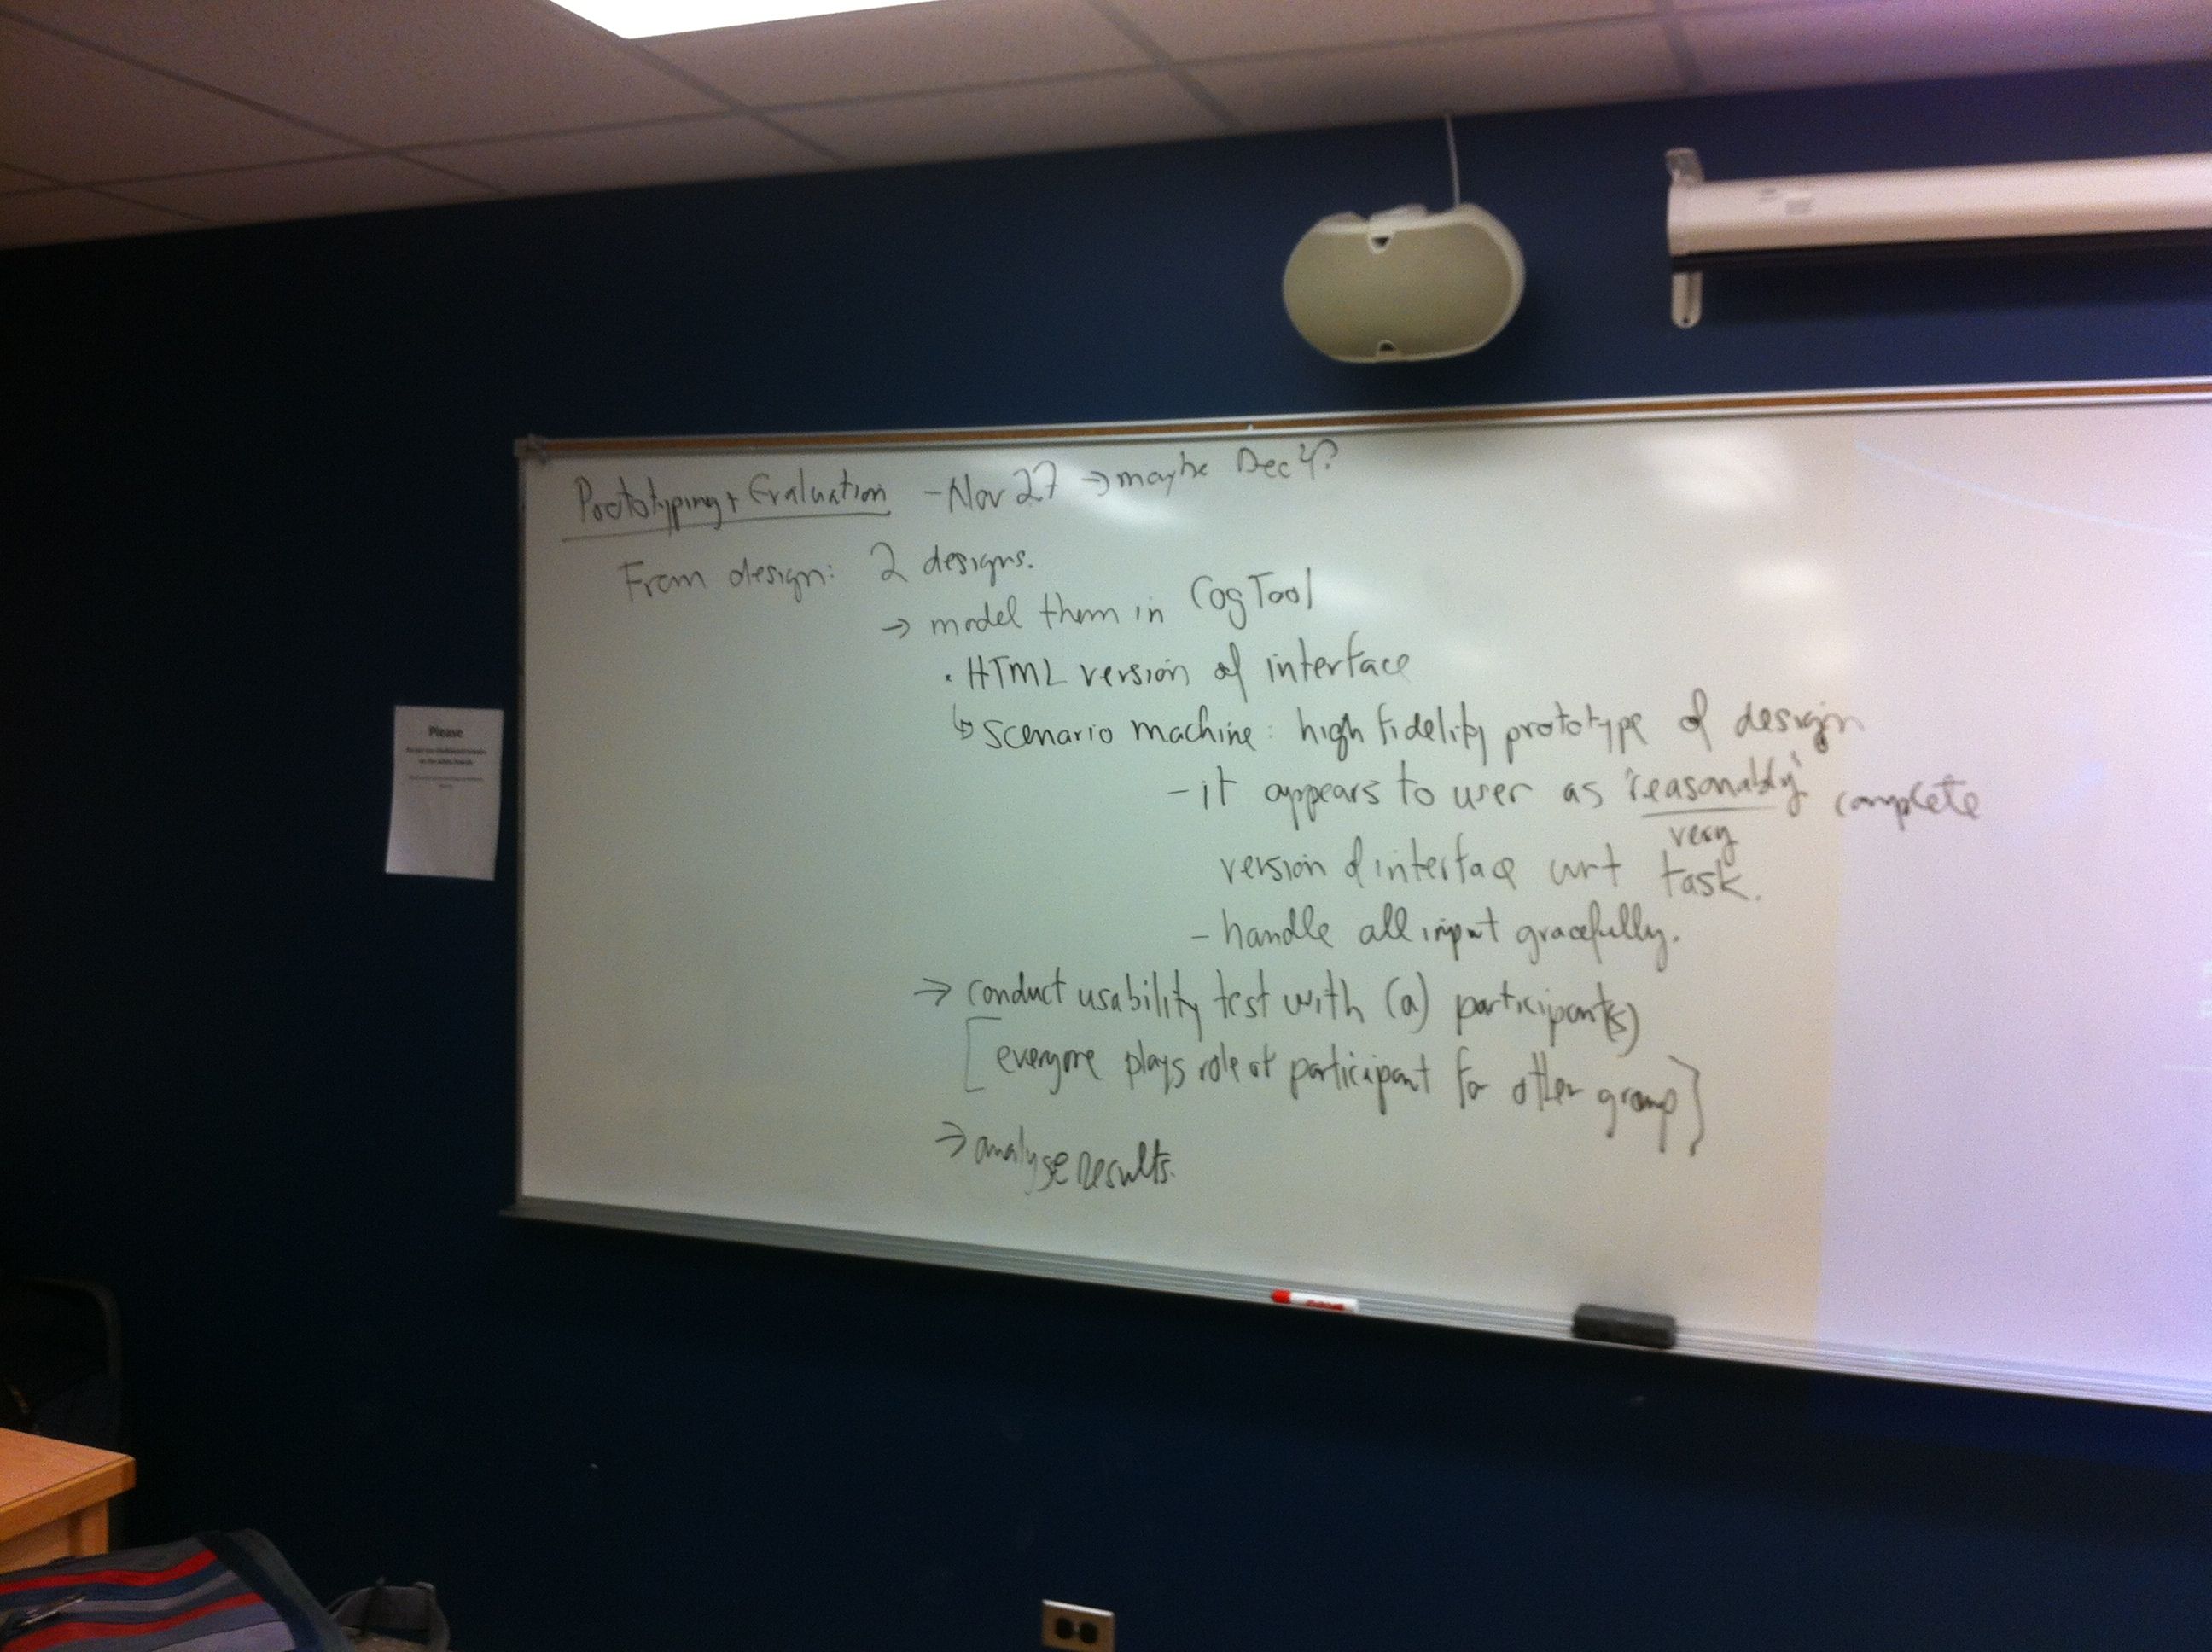 Prototyping + Evaluation - Nov 27 → maybe Dec 4?
From design: 2 designs.
→ model them in CogTool
· HTML version of interface
↳ scenario machine: high fidelity prototype of design
- it appears to user as "reasonably" complete
very
version of interface wrt task.
- handle all input gracefully.
→ conduct usability test with (a) participant(s)
[everyone plays role of participant for other group]
→ analyse results.
Please